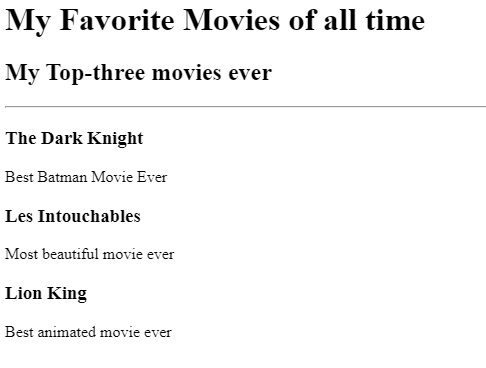 My Favorite Movies of all time
My Top-three movies ever
The Dark Knight
Best Batman Movie Ever
Les Intouchables
Most beautiful movie ever
Lion King
Best animated movie ever